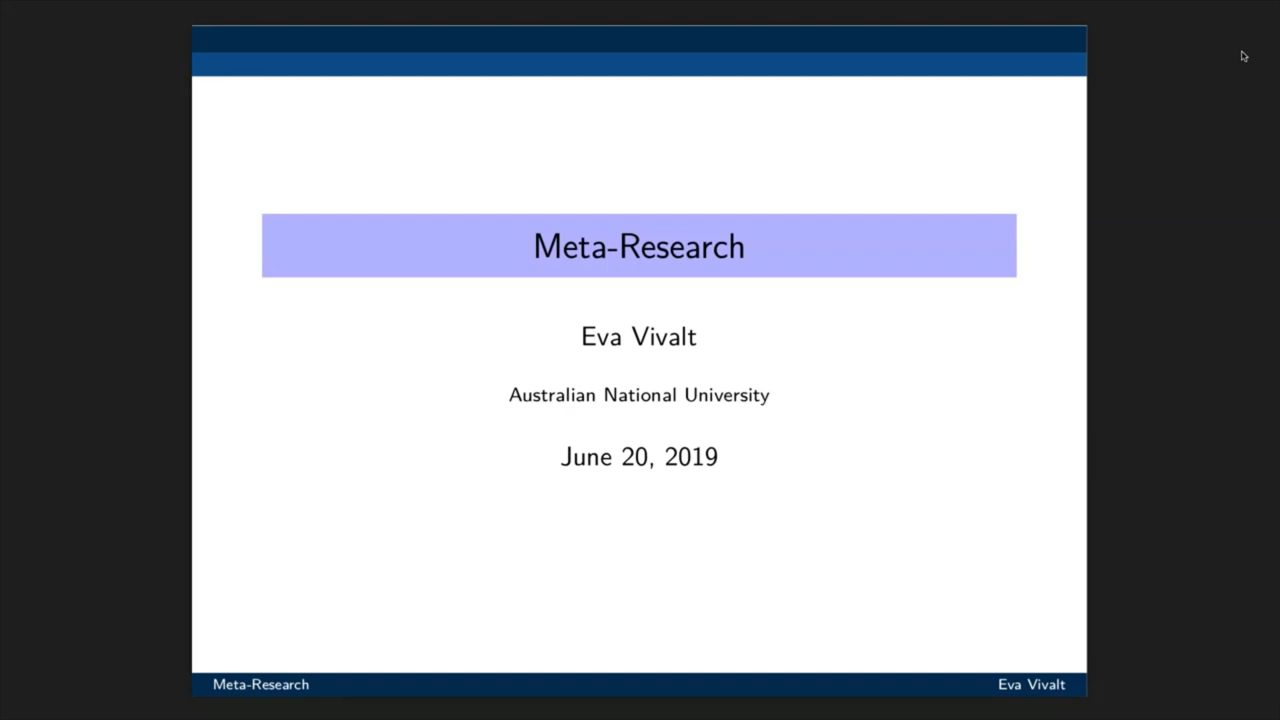 Meta-Research
Eva Vivalt
Australian National University
June 20, 2019
Meta-Research
Eva Vivalt